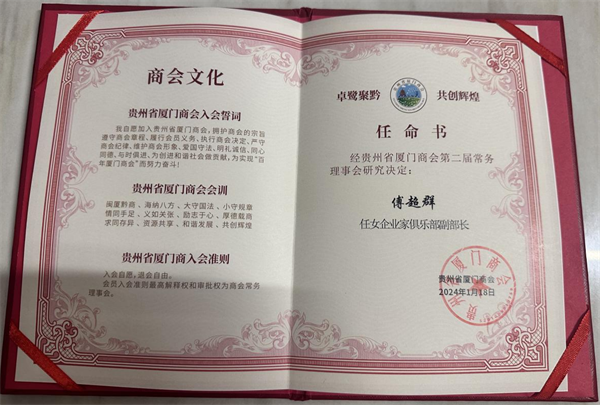 商会文化
贵州省厦门商会入会誓词
我自愿加入贵州省厦门商会，拥护商会的宗旨
遵守商会章程、履行会员义务、执行商会决定、严守
商会纪律、维护商会形象、爱国守法、明礼诚信、同心
同德、与时俱进、为创造和谐社会做贡献，为实现“百
年厦门商会”而努力奋斗！
贵州省厦门商会会训
闽厦黔商 、海纳八方 、大守国法 、小守规章
情同手足 、义如关张 、励志于心 、厚德载商
求同存异 、资源共享 、和谐发展 、共创辉煌
贵州省厦门商入会准则
入会自愿，退会自由。
会员入会准则最高解释权和审批权为商会常务
理事会。
卓鹭聚黔 共创辉煌
任命书
经贵州省厦门商会第二届常务
理事会研究决定：
傅超群
任女企业家俱乐部副部长
贵州省厦门商会
2024年1月18日
贵州省厦门商会